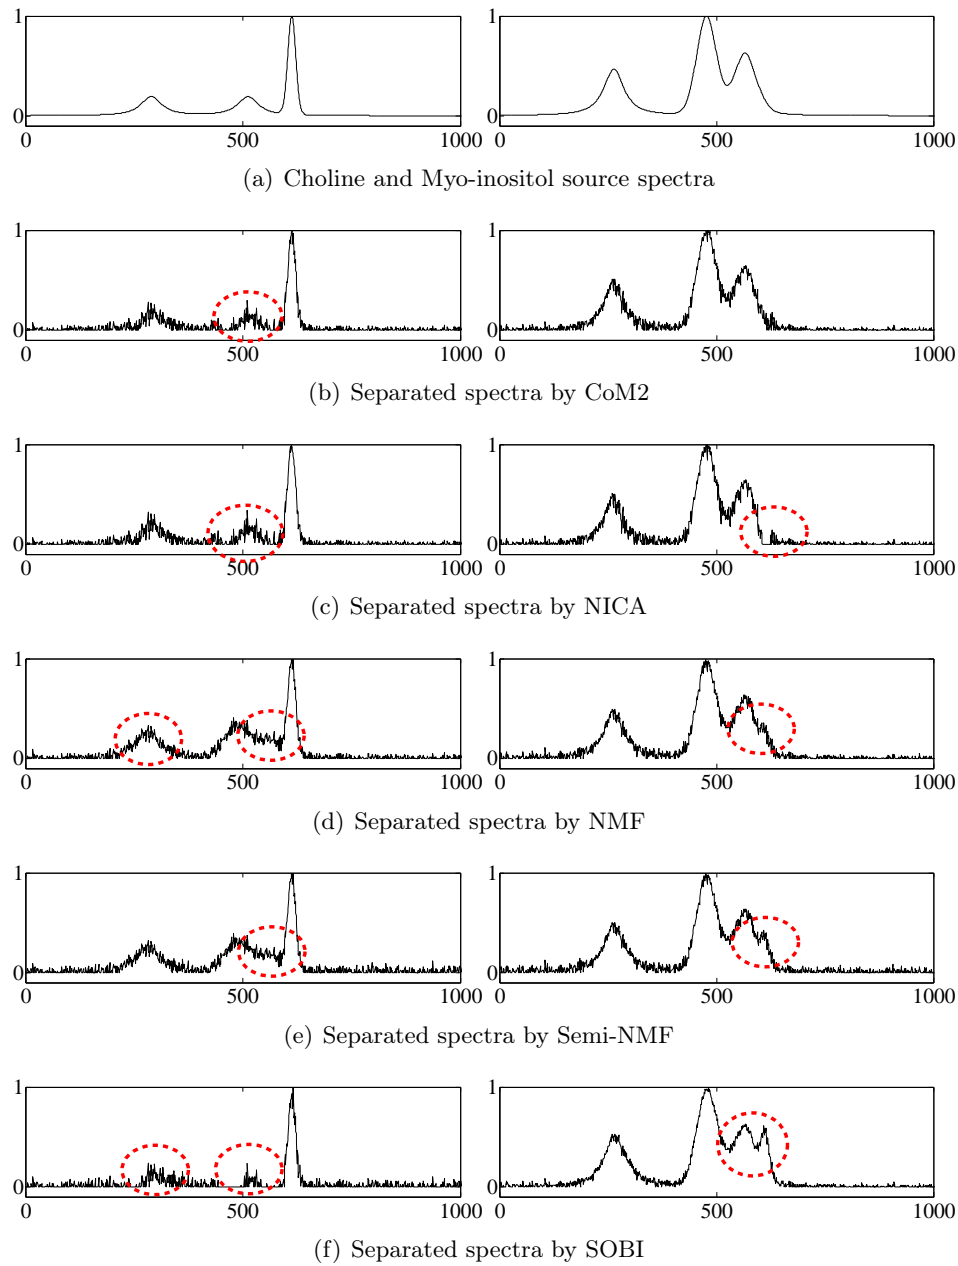 1 1
0 0
0 500 1000 0 500 1000
(a) Choline and Myo-inositol source spectra
1 1
0 0
0 500 1000 0 500 1000
(b) Separated spectra by CoM2
1 1
0 0
0 500 1000 0 500 1000
(c) Separated spectra by NICA
1 1
0 0
0 500 1000 0 500 1000
(d) Separated spectra by NMF
1 1
0 0
0 500 1000 0 500 1000
(e) Separated spectra by Semi-NMF
1 1
0 0
0 500 1000 0 500 1000
(f) Separated spectra by SOBI